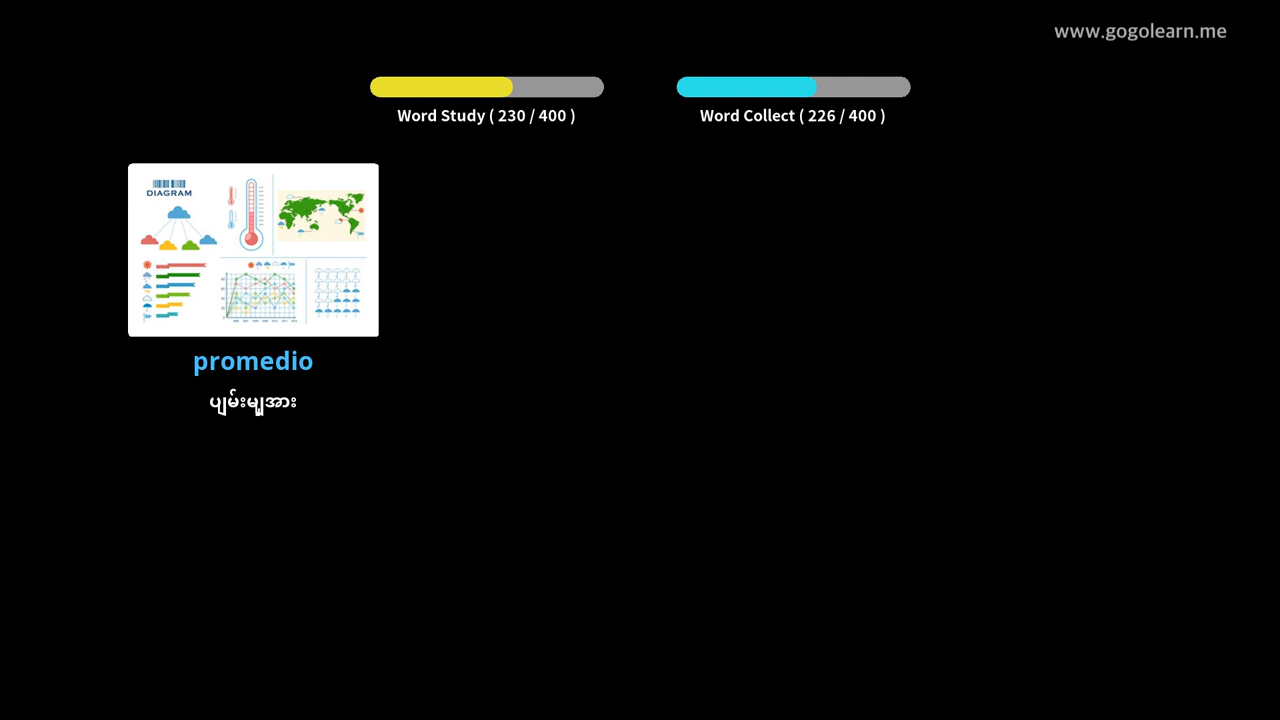 www.gogolearn.me
Word Study ( 230 / 400 )
Word Collect ( 226 / 400 )
DIAGRAM
promedio
ပျမ်းမျှအား